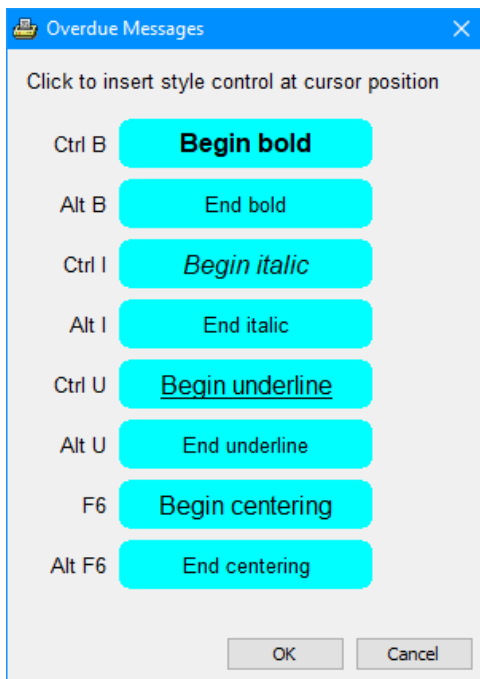 Overdue Messages
Click to insert style control at cursor position
Ctrl B Begin bold
Alt B End bold
Ctrl I Begin italic
Alt I End italic
Ctrl U Begin underline
Alt U End underline
F6 Begin centering
Alt F6 End centering
OK Cancel